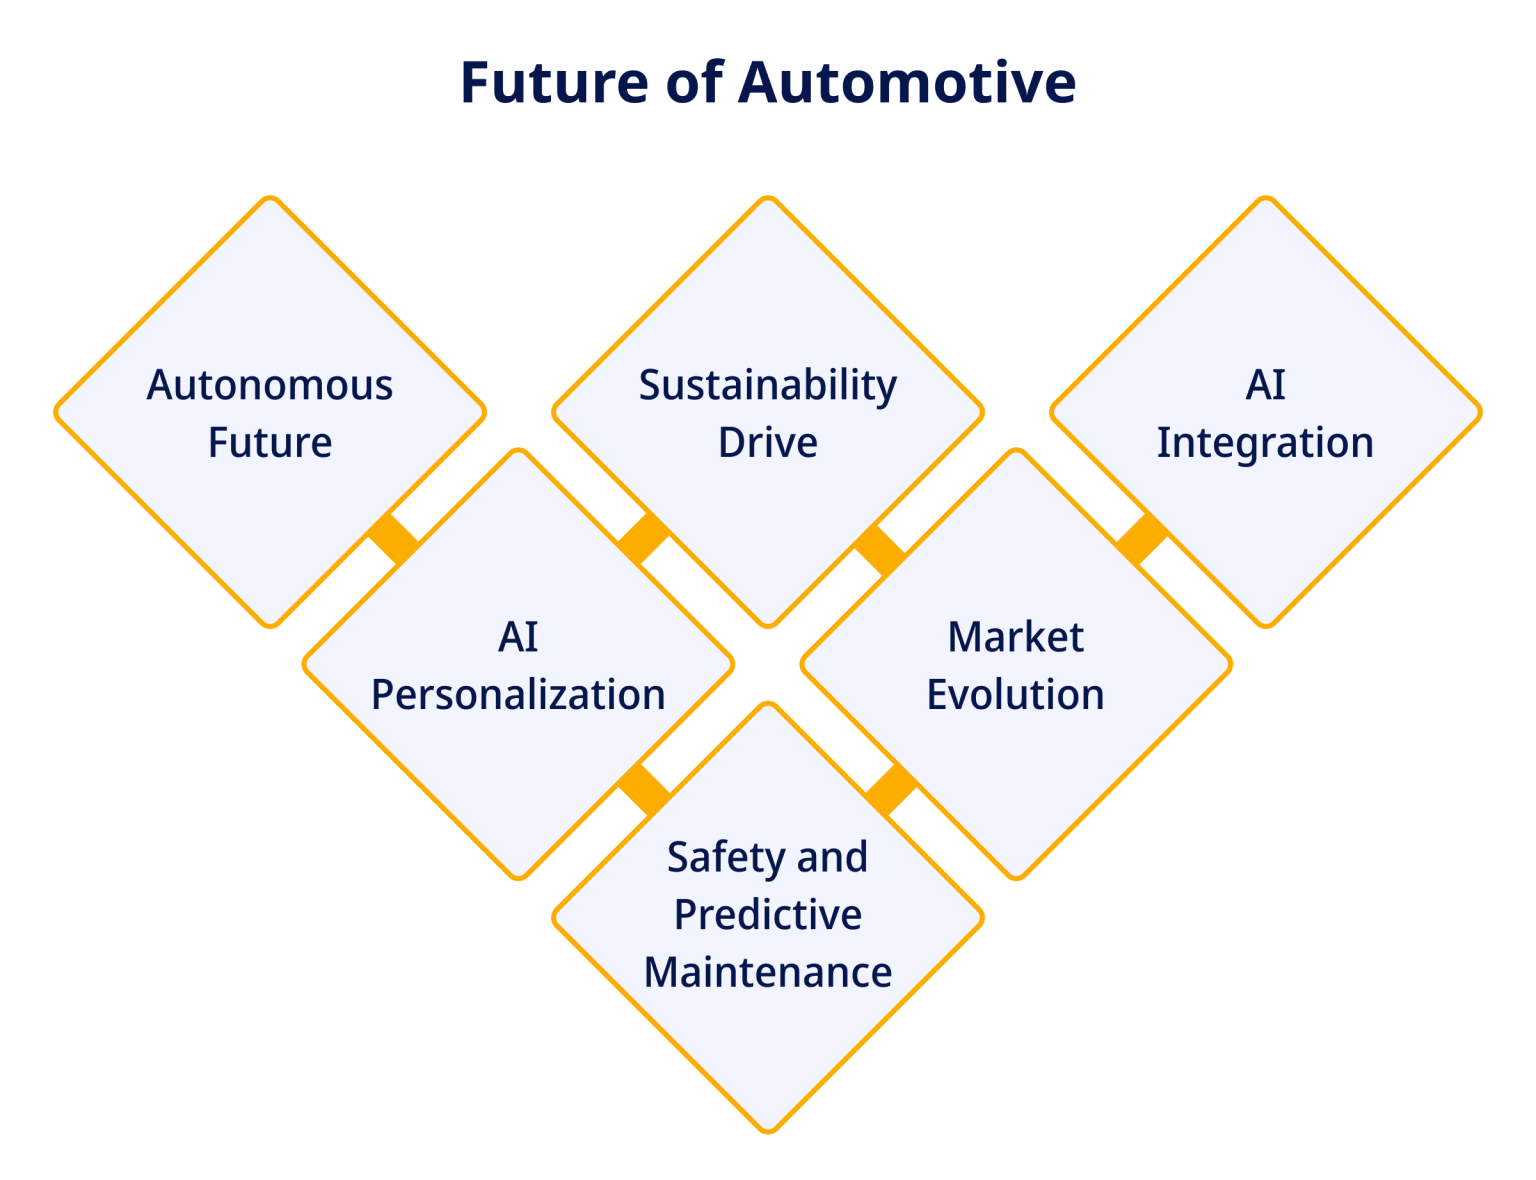 Future of Automotive
Autonomous
Future
Sustainability
Drive
AI
Integration
AI
Personalization
Market
Evolution
Safety and
Predictive
Maintenance